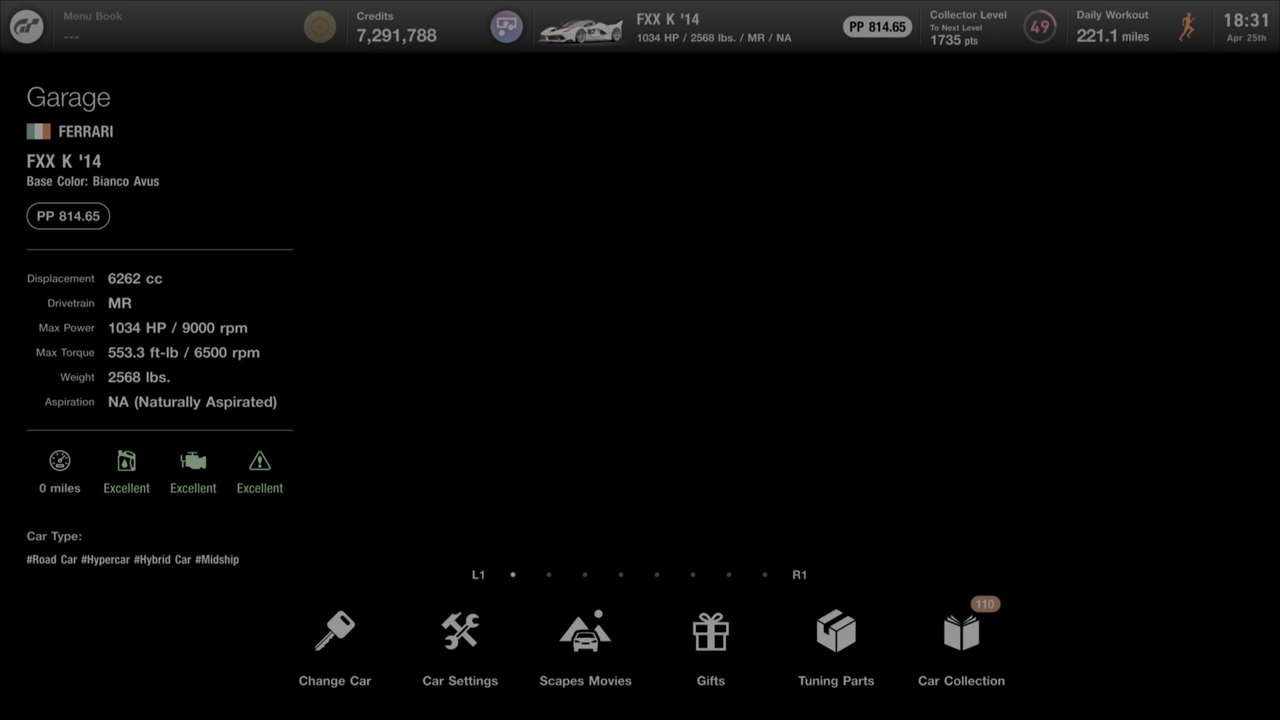 Menu Book
---
Credits
7,291,788
FXX K '14
1034 HP / 2568 lbs. / MR / NA
PP 814.65
Collector Level
To Next Level
1735 pts
49
Daily Workout
221.1 miles
18:31
Apr 25th
Garage
FERRARI
FXX K '14
Base Color: Bianco Avus
PP 814.65
Displacement 6262 cc
Drivetrain MR
Max Power 1034 HP / 9000 rpm
Max Torque 553.3 ft-lb / 6500 rpm
Weight 2568 lbs.
Aspiration NA (Naturally Aspirated)
0 miles Excellent Excellent Excellent
Car Type:
#Road Car #Hypercar #Hybrid Car #Midship
L1 R1
110
Change Car Car Settings Scapes Movies Gifts Tuning Parts Car Collection